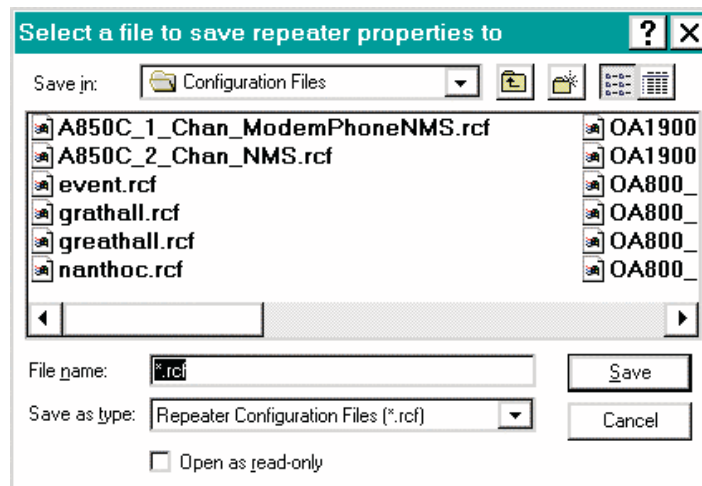 Select a file to save repeater properties to
Save in: Configuration Files
A850C_1_Chan_ModemPhoneNMS.rcf OA1900
A850C_2_Chan_NMS.rcf OA1900
event.rcf OA800_
grathall.rcf OA800_
greathall.rcf OA800_
nanthoc.rcf OA800_
File name: *.rcf Save
Save as type: Repeater Configuration Files (*.rcf) Cancel
Open as read-only